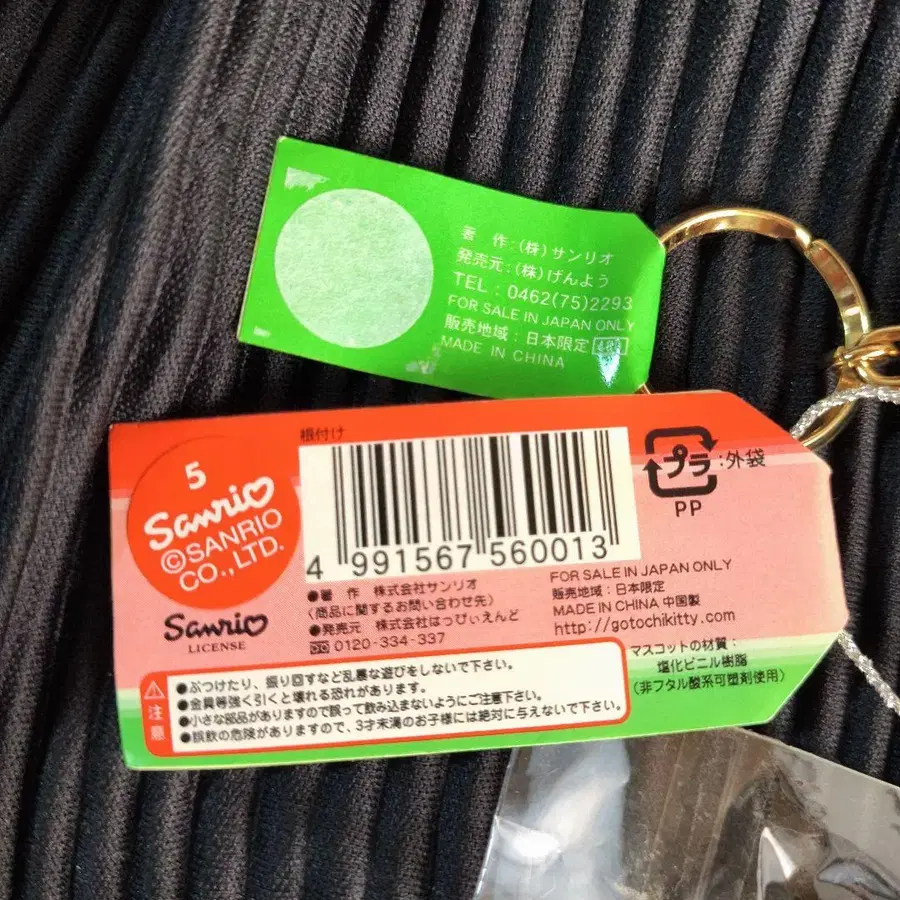 著 作:(株)サンリオ
発売元:(株)げんよう
TEL:0462(75)2293
FOR SALE IN JAPAN ONLY
販売地域:日本限定
MADE IN CHINA
根付け
5
Sanrio
©SANRIO
CO.,LTD.
Sanrio
LICENSE
4 991567 560013
プラ:外袋
PP
●著 作 株式会社サンリオ
(商品に関するお問い合わせ先)
●発売元 株式会社はっぴぃえんど
0120-334-337
FOR SALE IN JAPAN ONLY
販売地域:日本限定
MADE IN CHINA 中国製
http://gotochikitty.com
マスコットの材質:
塩化ビニル樹脂
(非フタル酸系可塑剤使用)
注意
●ぶつけたり、振り回すなど乱暴な遊びをしないで下さい。
●金具等強く引くと壊れる恐れがあります。
●小さな部品がありますので誤って飲み込まないようにご注意下さい。
●誤飲の危険がありますので、3才未満のお子様には絶対に与えないで下さい。